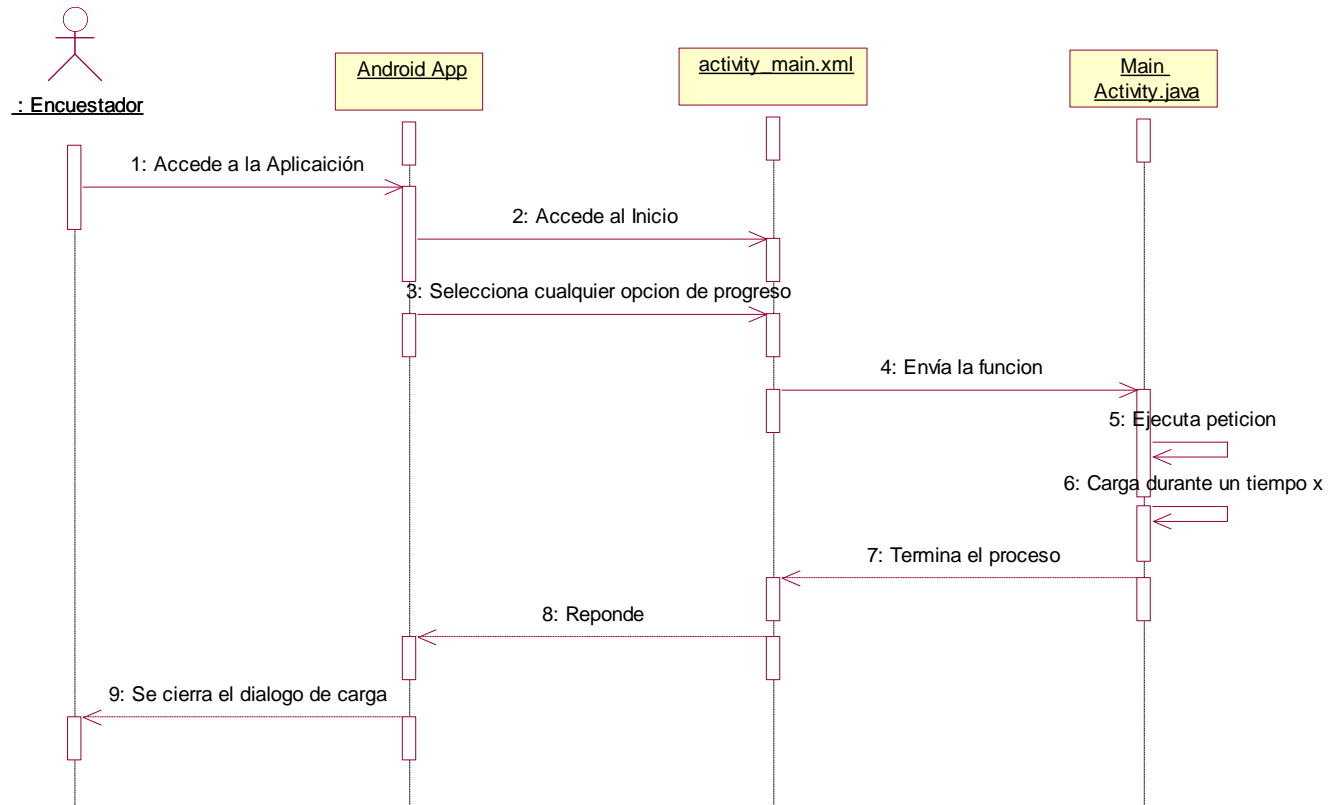 : Encuestador
Android App
activity_main.xml
Main
Activity.java
1: Accede a la Aplicaición
2: Accede al Inicio
3: Selecciona cualquier opcion de progreso
4: Envía la funcion
5: Ejecuta peticion
6: Carga durante un tiempo x
7: Termina el proceso
8: Reponde
9: Se cierra el dialogo de carga